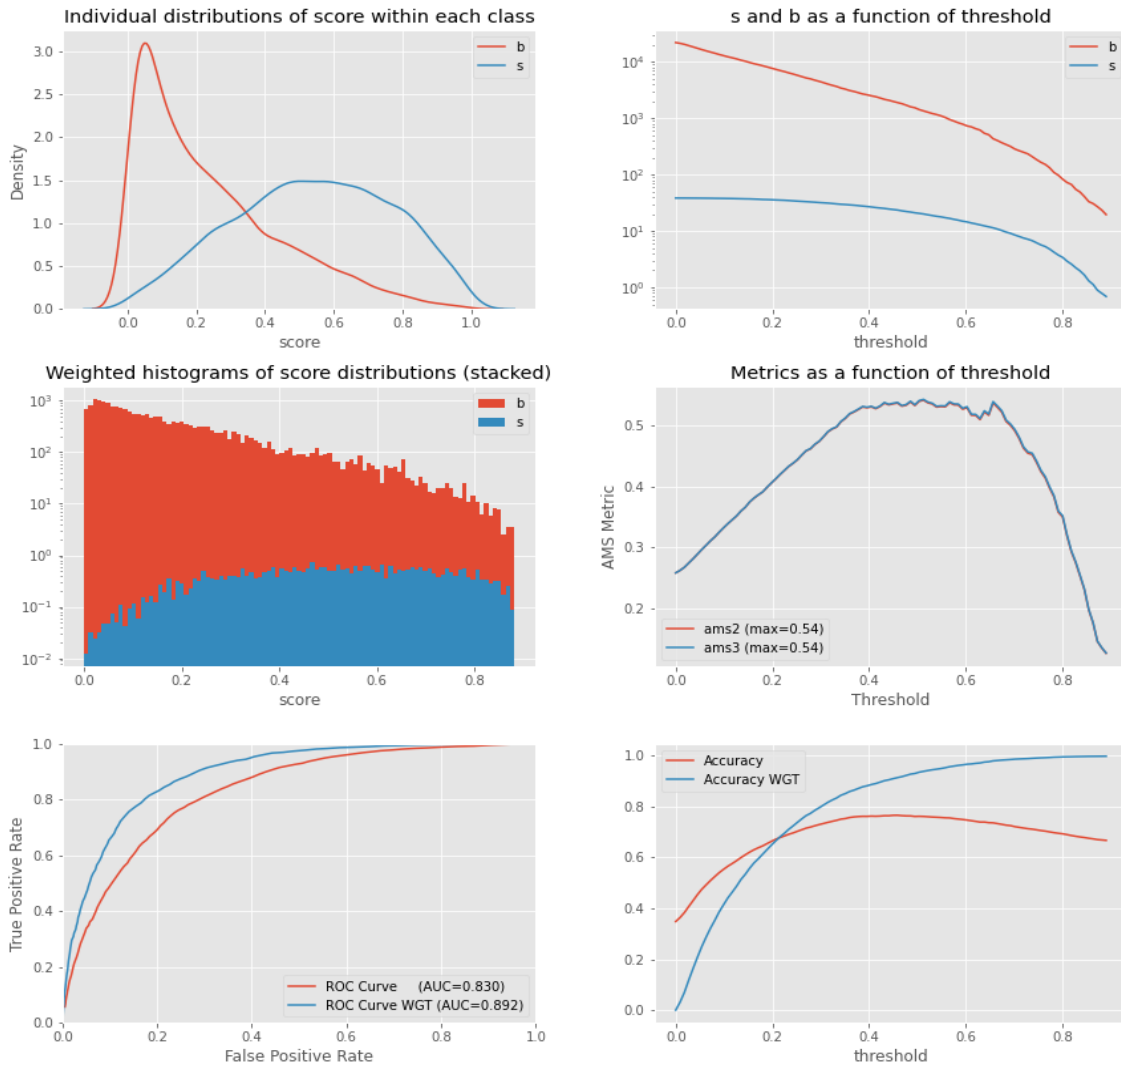 Individual distributions of score within each class
s and b as a function of threshold
b
s
b
s
3.0
2.5
2.0
1.5
1.0
0.5
0.0
Density
0.0 0.2 0.4 0.6 0.8 1.0
score
10⁴
10³
10²
10¹
10⁰
0.0 0.2 0.4 0.6 0.8
threshold
Weighted histograms of score distributions (stacked)
Metrics as a function of threshold
b
s
10³
10²
10¹
10⁰
10⁻¹
10⁻²
0.0 0.2 0.4 0.6 0.8
score
0.5
0.4
0.3
0.2
AMS Metric
ams2 (max=0.54)
ams3 (max=0.54)
0.0 0.2 0.4 0.6 0.8
Threshold
1.0
0.8
0.6
0.4
0.2
0.0
True Positive Rate
ROC Curve (AUC=0.830)
ROC Curve WGT (AUC=0.892)
0.0 0.2 0.4 0.6 0.8 1.0
False Positive Rate
Accuracy
Accuracy WGT
1.0
0.8
0.6
0.4
0.2
0.0
0.0 0.2 0.4 0.6 0.8
threshold